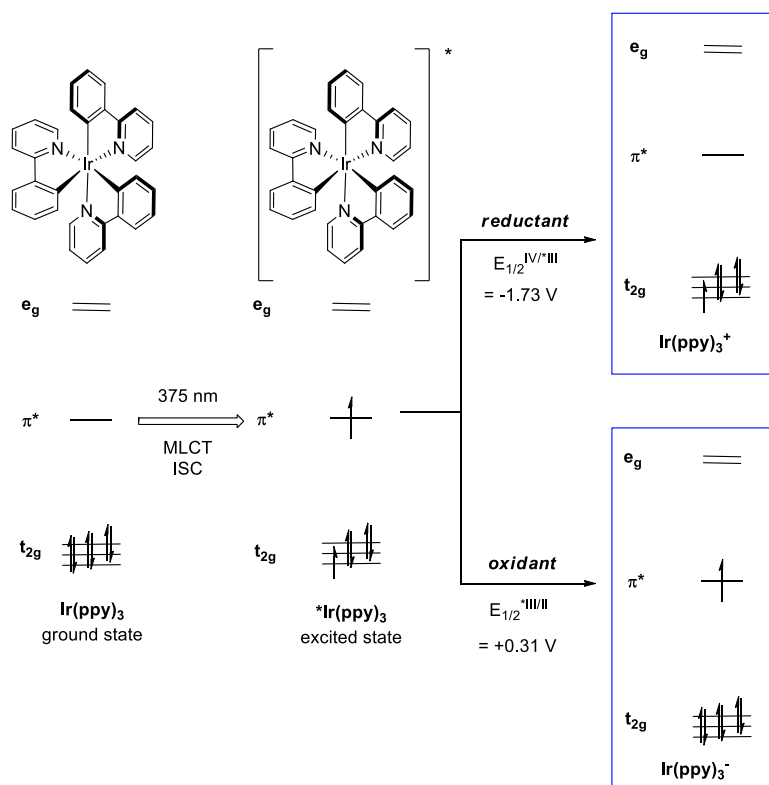 *
N
N
Ir
N
N
N
Ir
N
e_g
e_g
π*
375 nm
MLCT
ISC
π*
t_2g
t_2g
Ir(ppy)_3
ground state
*Ir(ppy)_3
excited state
reductant
E_1/2^IV/*III
= -1.73 V
oxidant
E_1/2^*III/II
= +0.31 V
e_g
π*
t_2g
Ir(ppy)_3^+
e_g
π*
t_2g
Ir(ppy)_3^-